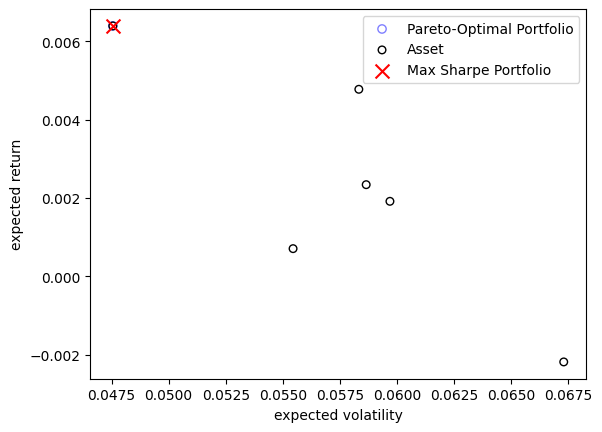 Pareto-Optimal Portfolio
Asset
Max Sharpe Portfolio
expected return
0.006
0.004
0.002
0.000
−0.002
0.0475 0.0500 0.0525 0.0550 0.0575 0.0600 0.0625 0.0650 0.0675
expected volatility